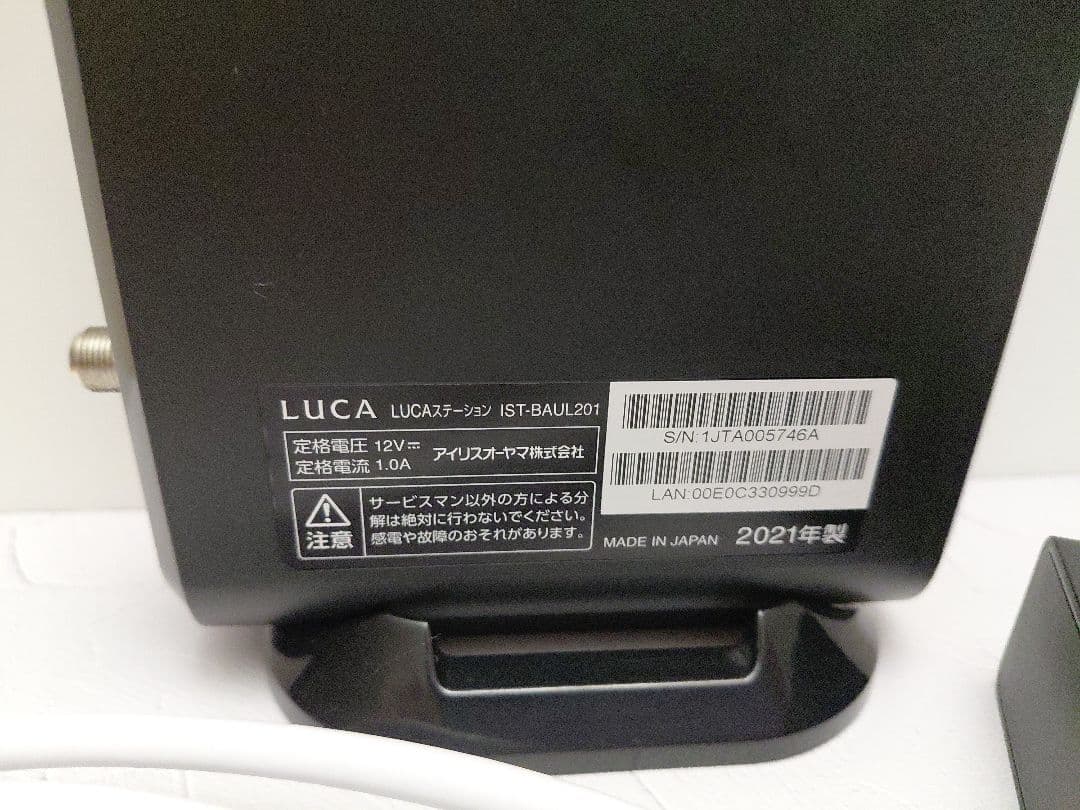 LUCA LUCAステーション IST-BAUL201
定格電圧 12V⎓
定格電流 1.0A
アイリスオーヤマ株式会社
注意
サービスマン以外の方による分
解は絶対に行わないでください。
感電や故障のおそれがあります。
S/N:1JTA005746A
LAN:00E0C330999D
MADE IN JAPAN 2021年製